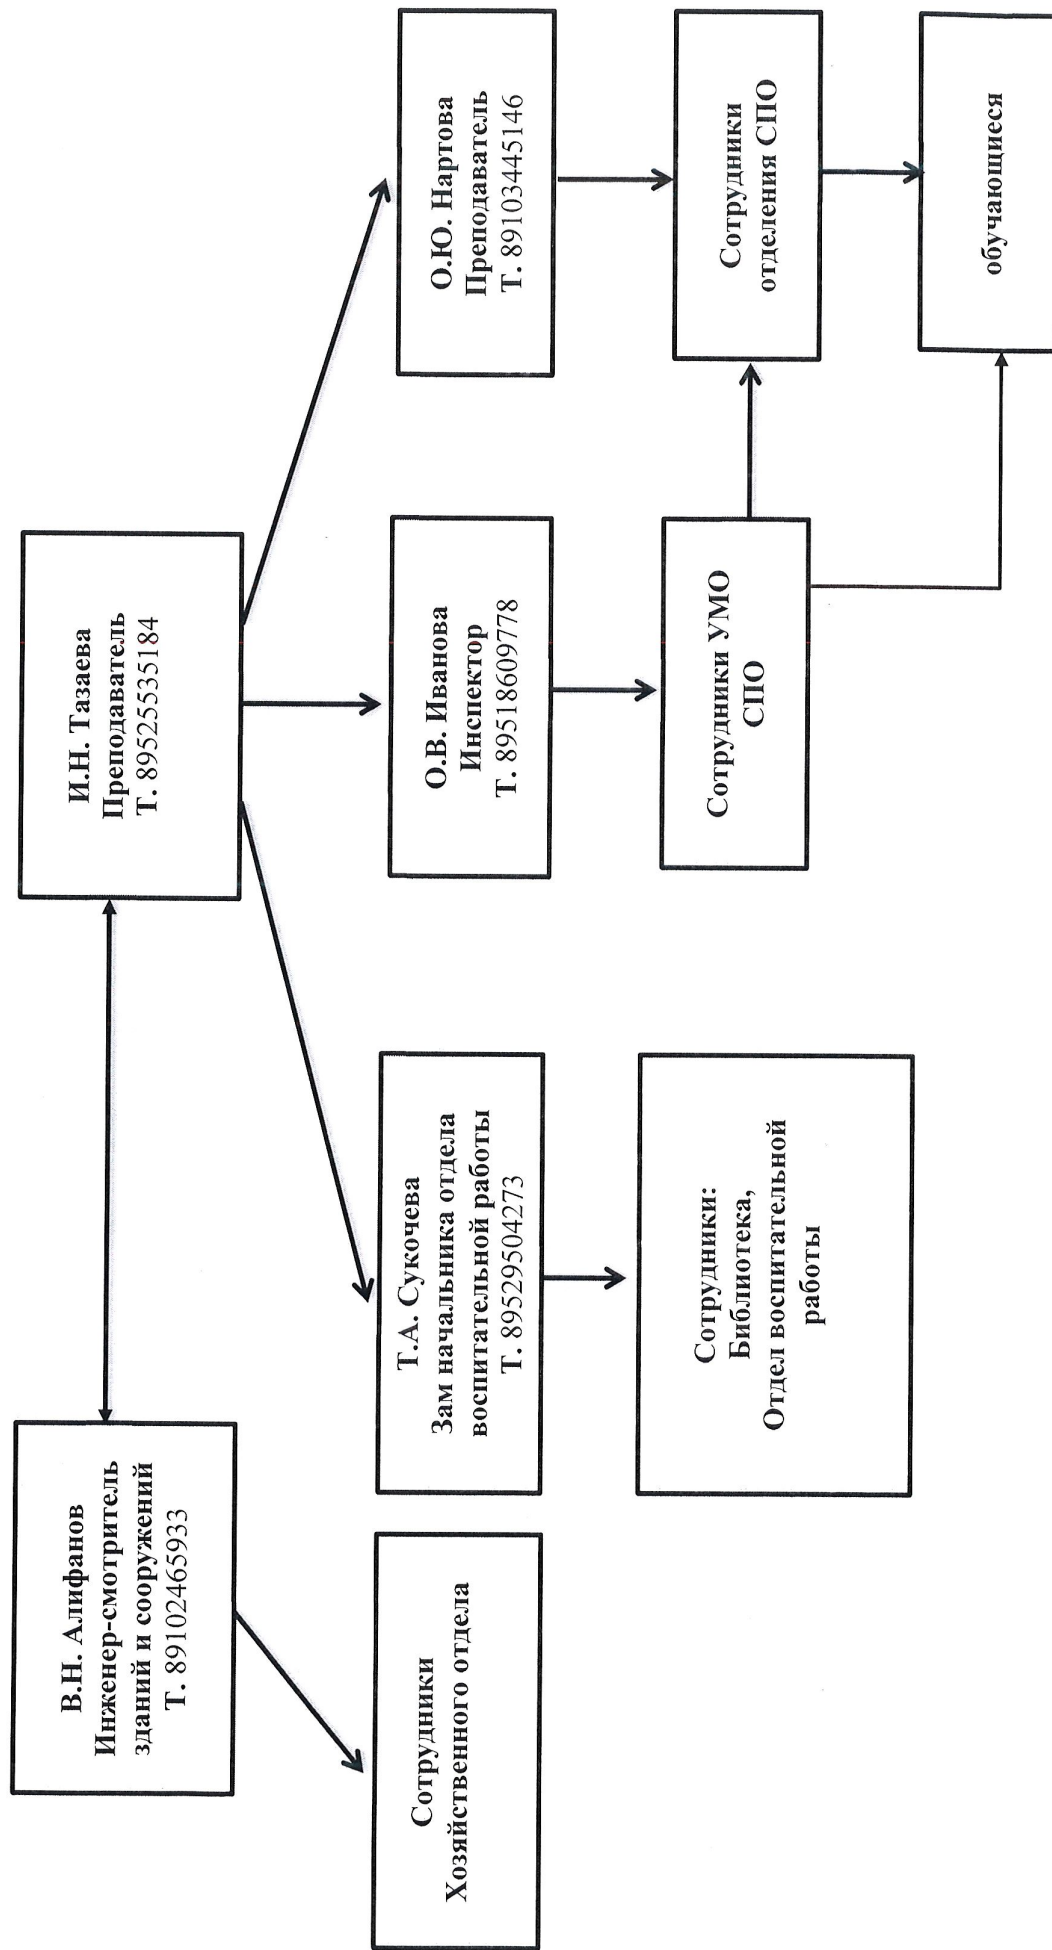 В.Н. Алифанов
Инженер-смотритель
зданий и сооружений
Т. 89102465933
И.Н. Тазаева
Преподаватель
Т. 89525535184
Сотрудники
Хозяйственного отдела
Т.А. Сукочева
Зам начальника отдела
воспитательной работы
Т. 89529504273
О.В. Иванова
Инспектор
Т. 89518609778
О.Ю. Нартова
Преподаватель
Т. 89103445146
Сотрудники:
Библиотека,
Отдел воспитательной
работы
Сотрудники УМО
СПО
Сотрудники
отделения СПО
обучающиеся